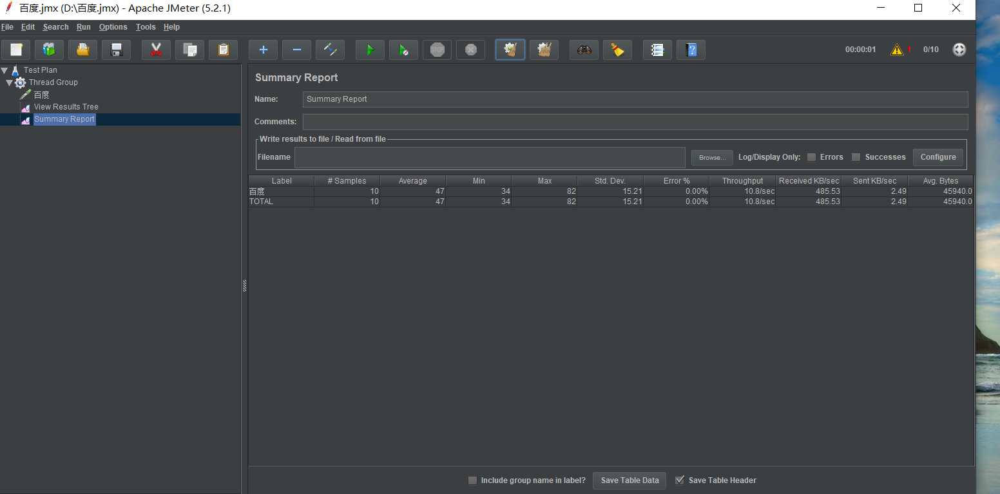 百度.jmx (D:\百度.jmx) - Apache JMeter (5.2.1)
File Edit Search Run Options Tools Help
STOP 00:00:01 1 0/10
Test Plan
Thread Group
百度
View Results Tree
Summary Report
Summary Report
Name: Summary Report
Comments:
Write results to file / Read from file
Filename Browse... Log/Display Only: Errors Successes Configure
Label # Samples Average Min Max Std. Dev. Error % Throughput Received KB/sec Sent KB/sec Avg. Bytes
百度 10 47 34 82 15.21 0.00% 10.8/sec 485.53 2.49 45940.0
TOTAL 10 47 34 82 15.21 0.00% 10.8/sec 485.53 2.49 45940.0
Include group name in label? Save Table Data Save Table Header